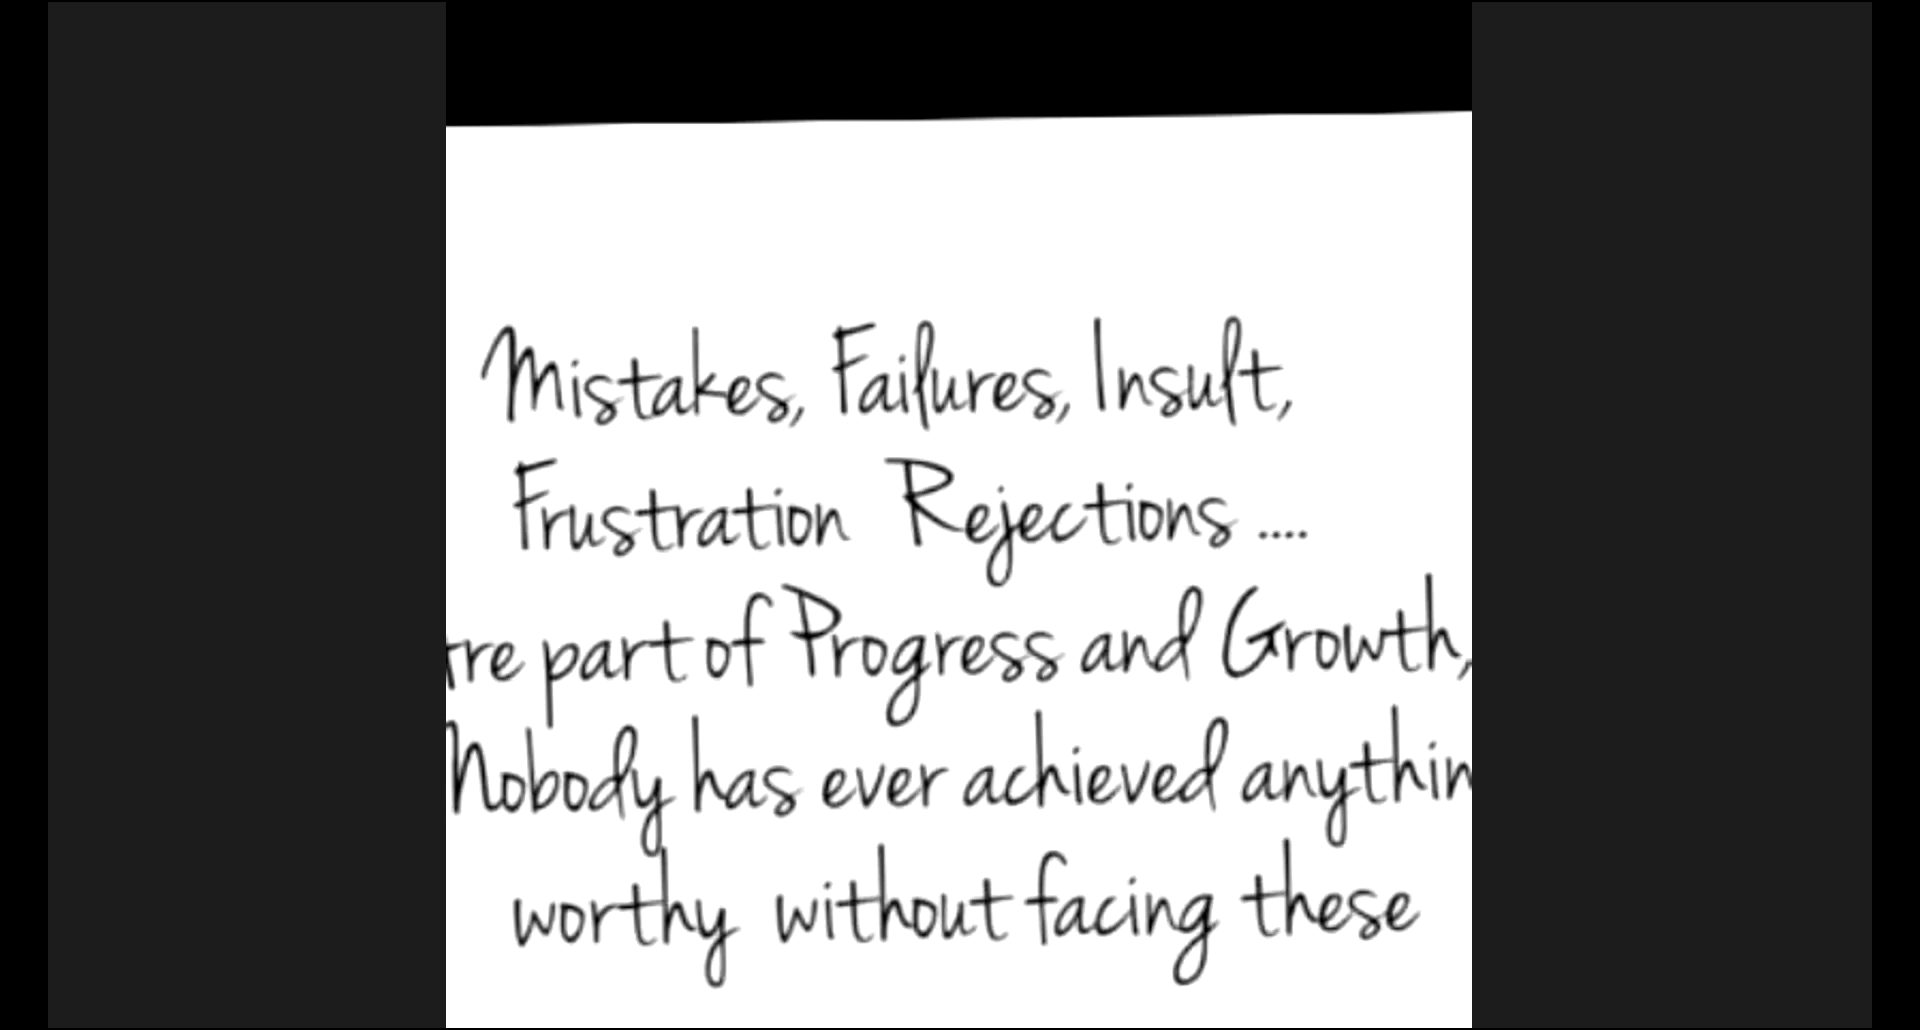 Mistakes, Failures, Insult,
Frustration Rejections ....
re part of Progress and Growth,
Nobody has ever achieved anythin
worthy without facing these